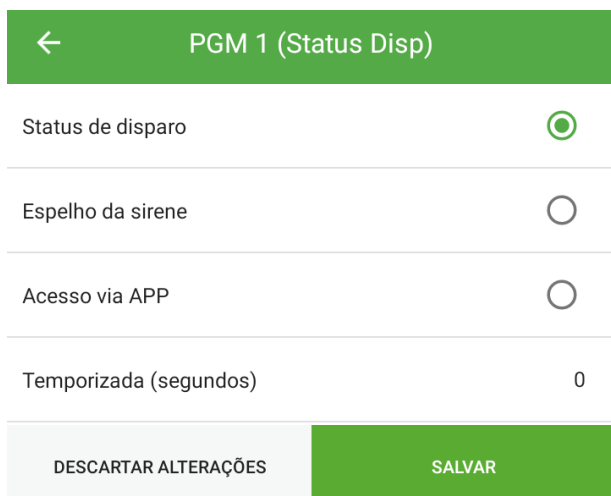 PGM 1 (Status Disp)
Status de disparo
Espelho da sirene
Acesso via APP
Temporizada (segundos) 0
DESCARTAR ALTERAÇÕES SALVAR